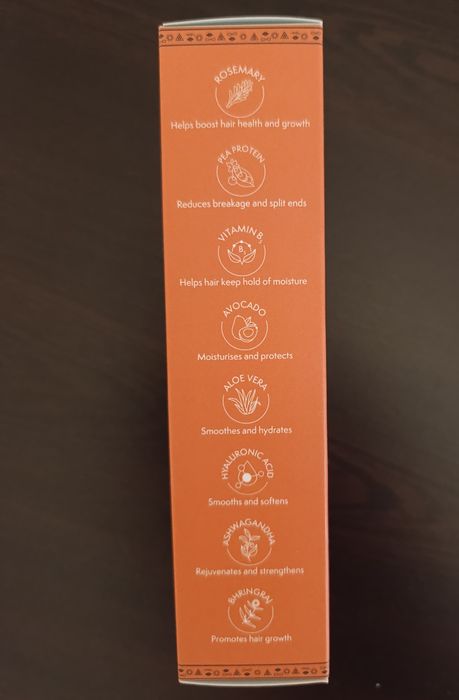 ROSEMARY
Helps boost hair health and growth
PEA PROTEIN
Reduces breakage and split ends
VITAMIN B₅
B₅
Helps hair keep hold of moisture
AVOCADO
Moisturises and protects
ALOE VERA
Smoothes and hydrates
HYALURONIC ACID
Smooths and softens
ASHWAGANDHA
Rejuvenates and strengthens
BHRINGRAJ
Promotes hair growth